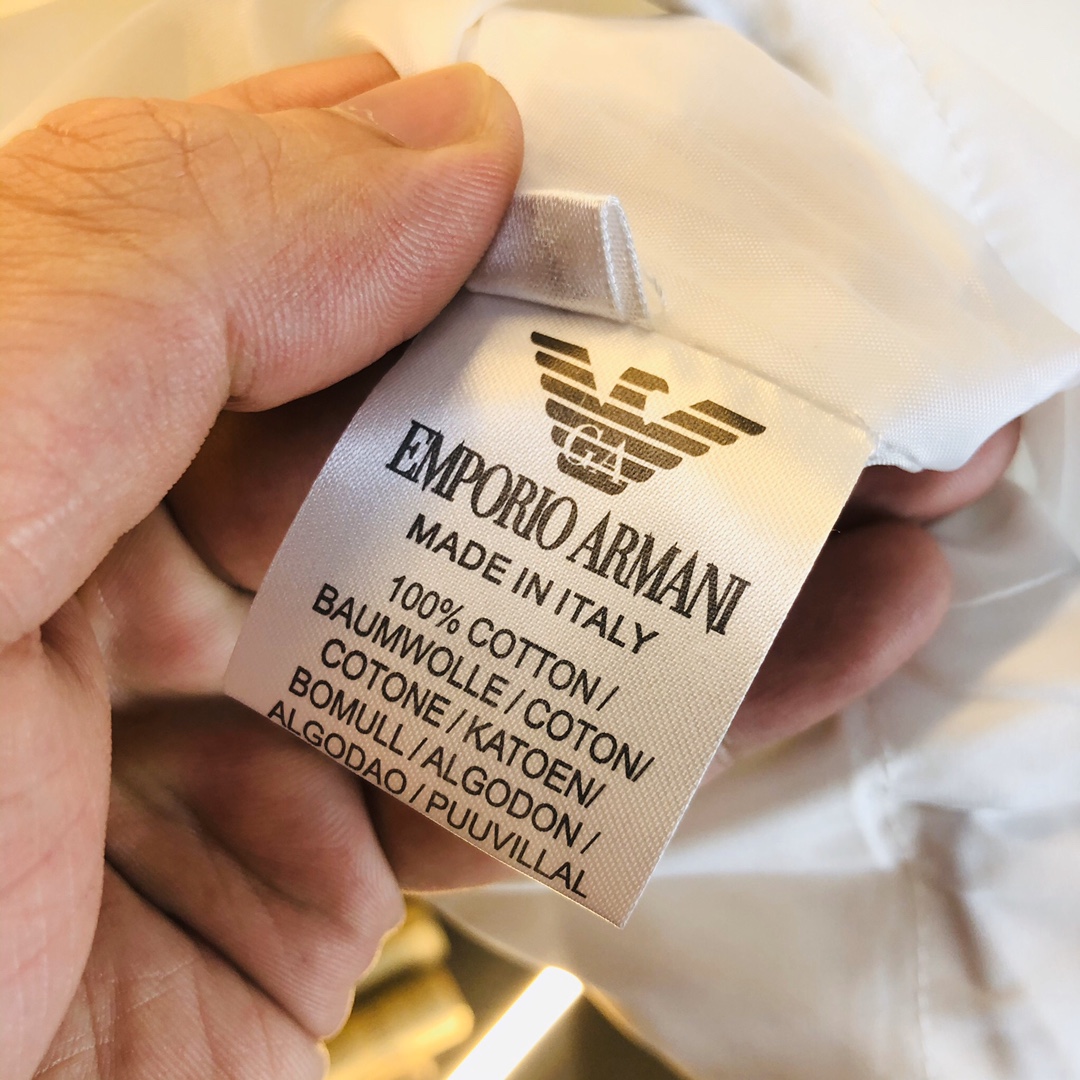 GA
EMPORIO ARMANI
MADE IN ITALY
100% COTTON/
BAUMWOLLE/COTON/
COTONE/KATOEN/
BOMULL/ALGODON/
ALGODAO/PUUVILLAL